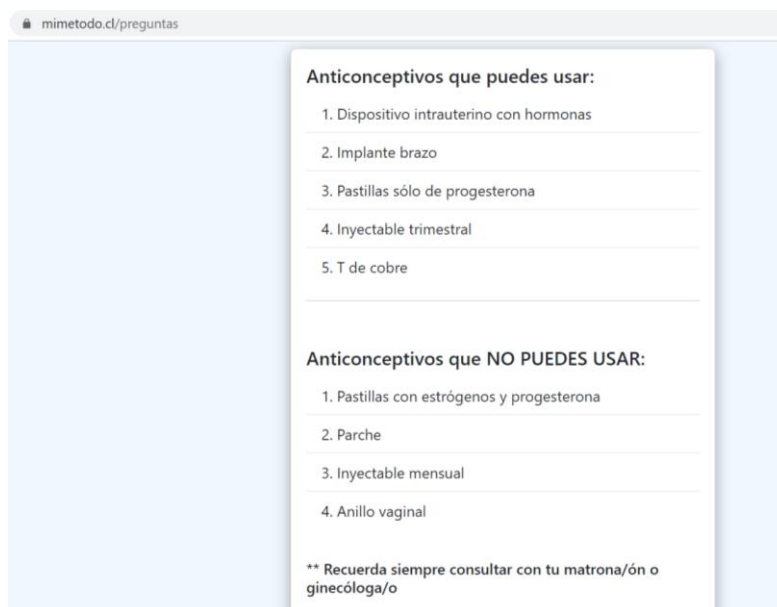 mimetodo.cl/preguntas
Anticonceptivos que puedes usar:
1. Dispositivo intrauterino con hormonas
2. Implante brazo
3. Pastillas sólo de progesterona
4. Inyectable trimestral
5. T de cobre
Anticonceptivos que NO PUEDES USAR:
1. Pastillas con estrógenos y progesterona
2. Parche
3. Inyectable mensual
4. Anillo vaginal
** Recuerda siempre consultar con tu matrona/ón o
ginecóloga/o